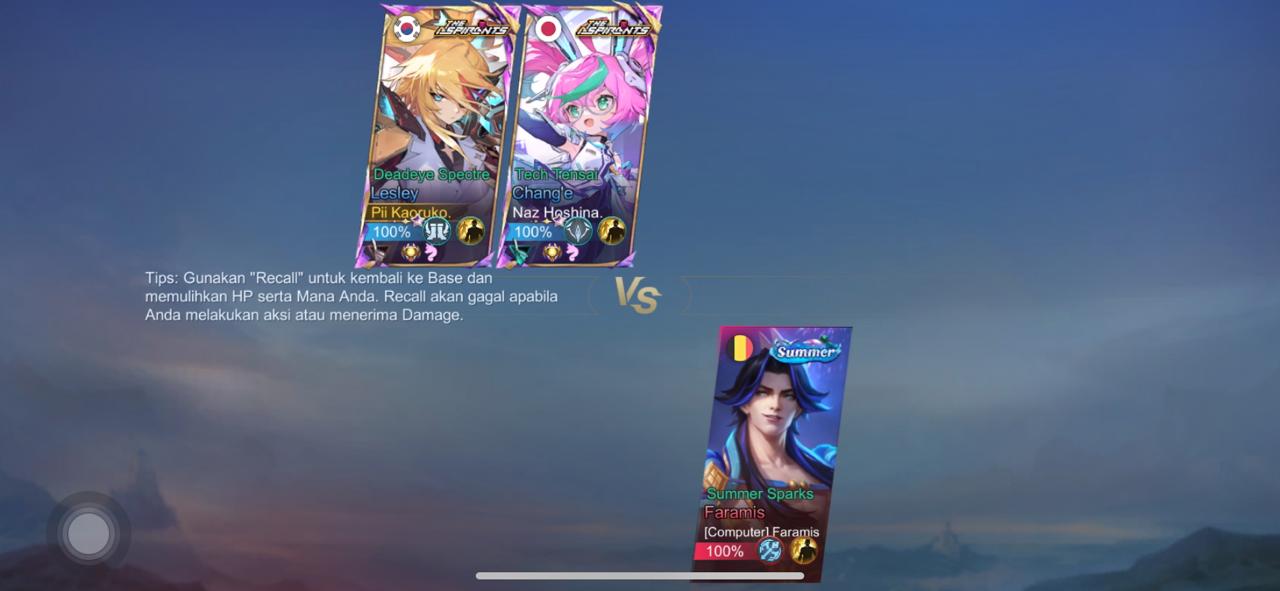 THE ASPIRANTS
Deadeye Spectre
Lesley
Pii Kaoruko.
100%
THE ASPIRANTS
Tech Tensai
Chang'e
Naz Hoshina.
100%
Tips: Gunakan "Recall" untuk kembali ke Base dan
memulihkan HP serta Mana Anda. Recall akan gagal apabila
Anda melakukan aksi atau menerima Damage.
VS
Summer
Summer Sparks
Faramis
[Computer] Faramis
100%